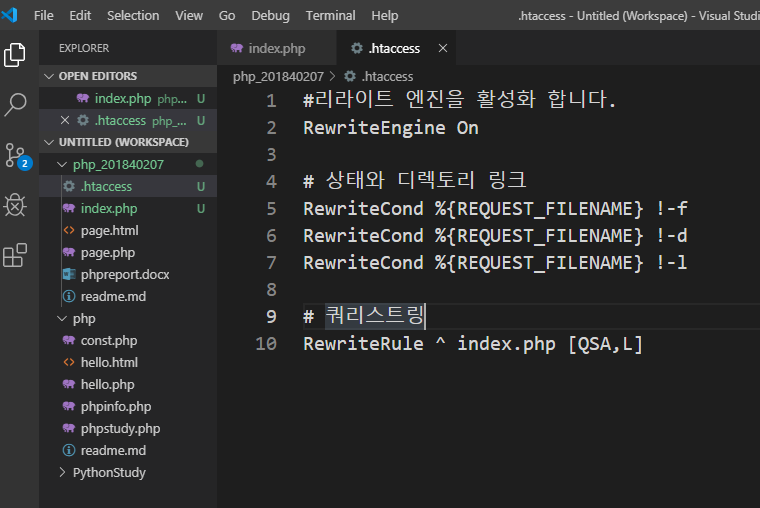 File Edit Selection View Go Debug Terminal Help .htaccess - Untitled (Workspace) - Visual Studi
EXPLORER
index.php
.htaccess
OPEN EDITORS
index.php php... U
.htaccess php_... U
UNTITLED (WORKSPACE)
php_201840207
.htaccess U
index.php U
page.html
page.php
phpreport.docx
readme.md
php
const.php
hello.html
hello.php
phpinfo.php
phpstudy.php
readme.md
PythonStudy
2
php_201840207 > .htaccess
1 #리라이트 엔진을 활성화 합니다.
2 RewriteEngine On
3
4 # 상태와 디렉토리 링크
5 RewriteCond %{REQUEST_FILENAME} !-f
6 RewriteCond %{REQUEST_FILENAME} !-d
7 RewriteCond %{REQUEST_FILENAME} !-l
8
9 # 쿼리스트링
10 RewriteRule ^ index.php [QSA,L]